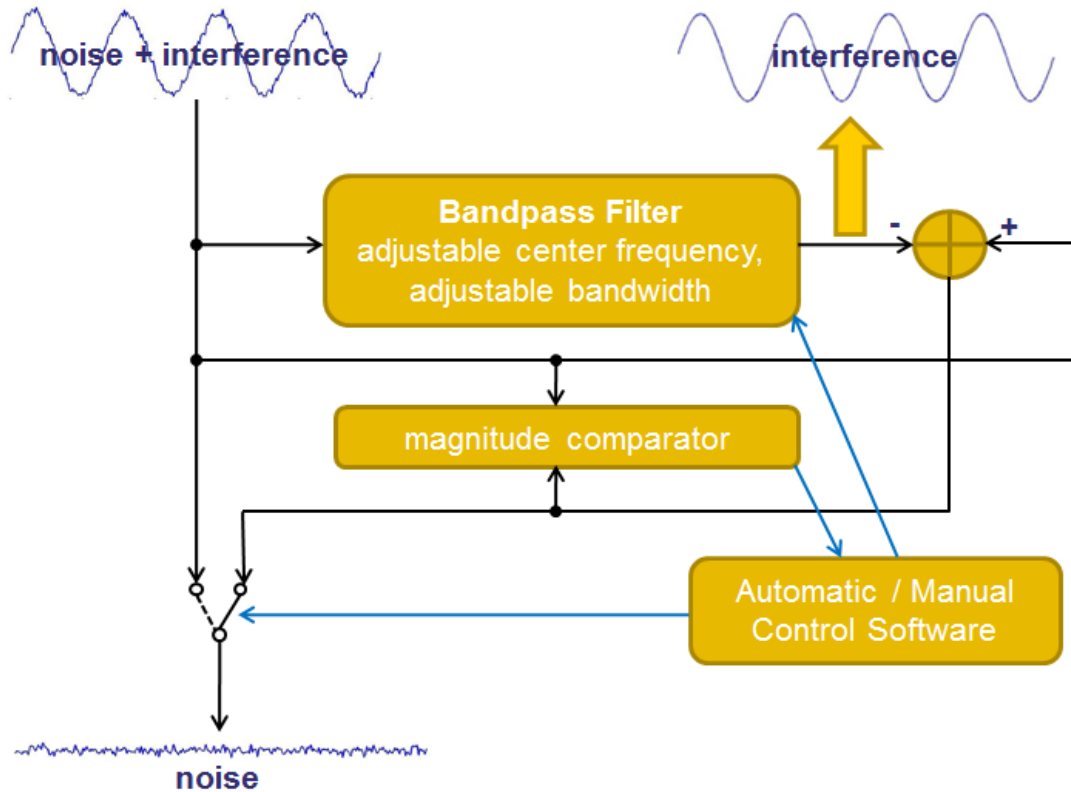 noise + interference
interference
Bandpass Filter
adjustable center frequency,
adjustable bandwidth
- +
magnitude comparator
Automatic / Manual
Control Software
noise